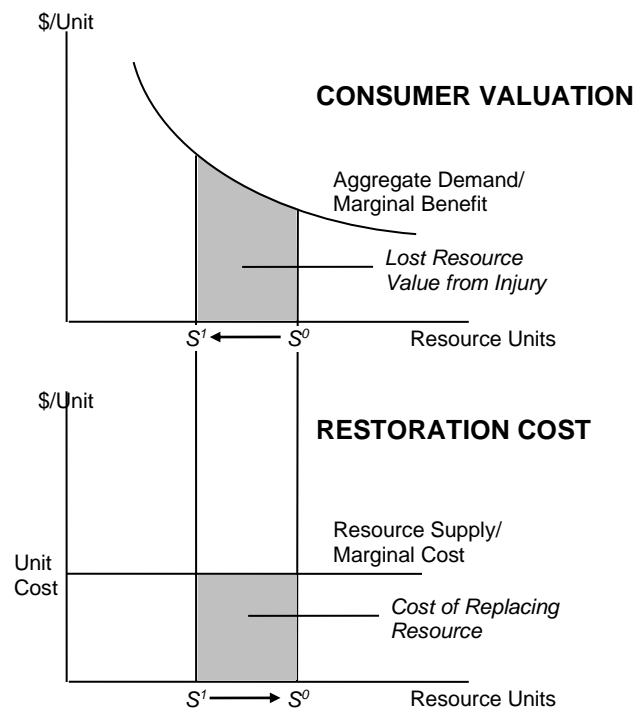 $/Unit
CONSUMER VALUATION
Aggregate Demand/
Marginal Benefit
Lost Resource
Value from Injury
S¹ S⁰ Resource Units
$/Unit
RESTORATION COST
Resource Supply/
Marginal Cost
Unit
Cost
Cost of Replacing
Resource
S¹ S⁰ Resource Units